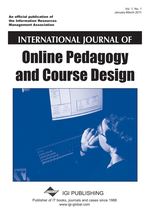 Vol. 1, No. 1
January-March 2011
An official publication of
the Information Resources
Management Association
INTERNATIONAL JOURNAL OF
Online Pedagogy
and Course Design
IGI PUBLISHING
Publisher of IT books, journals and cases since 1988
www.igi-global.com